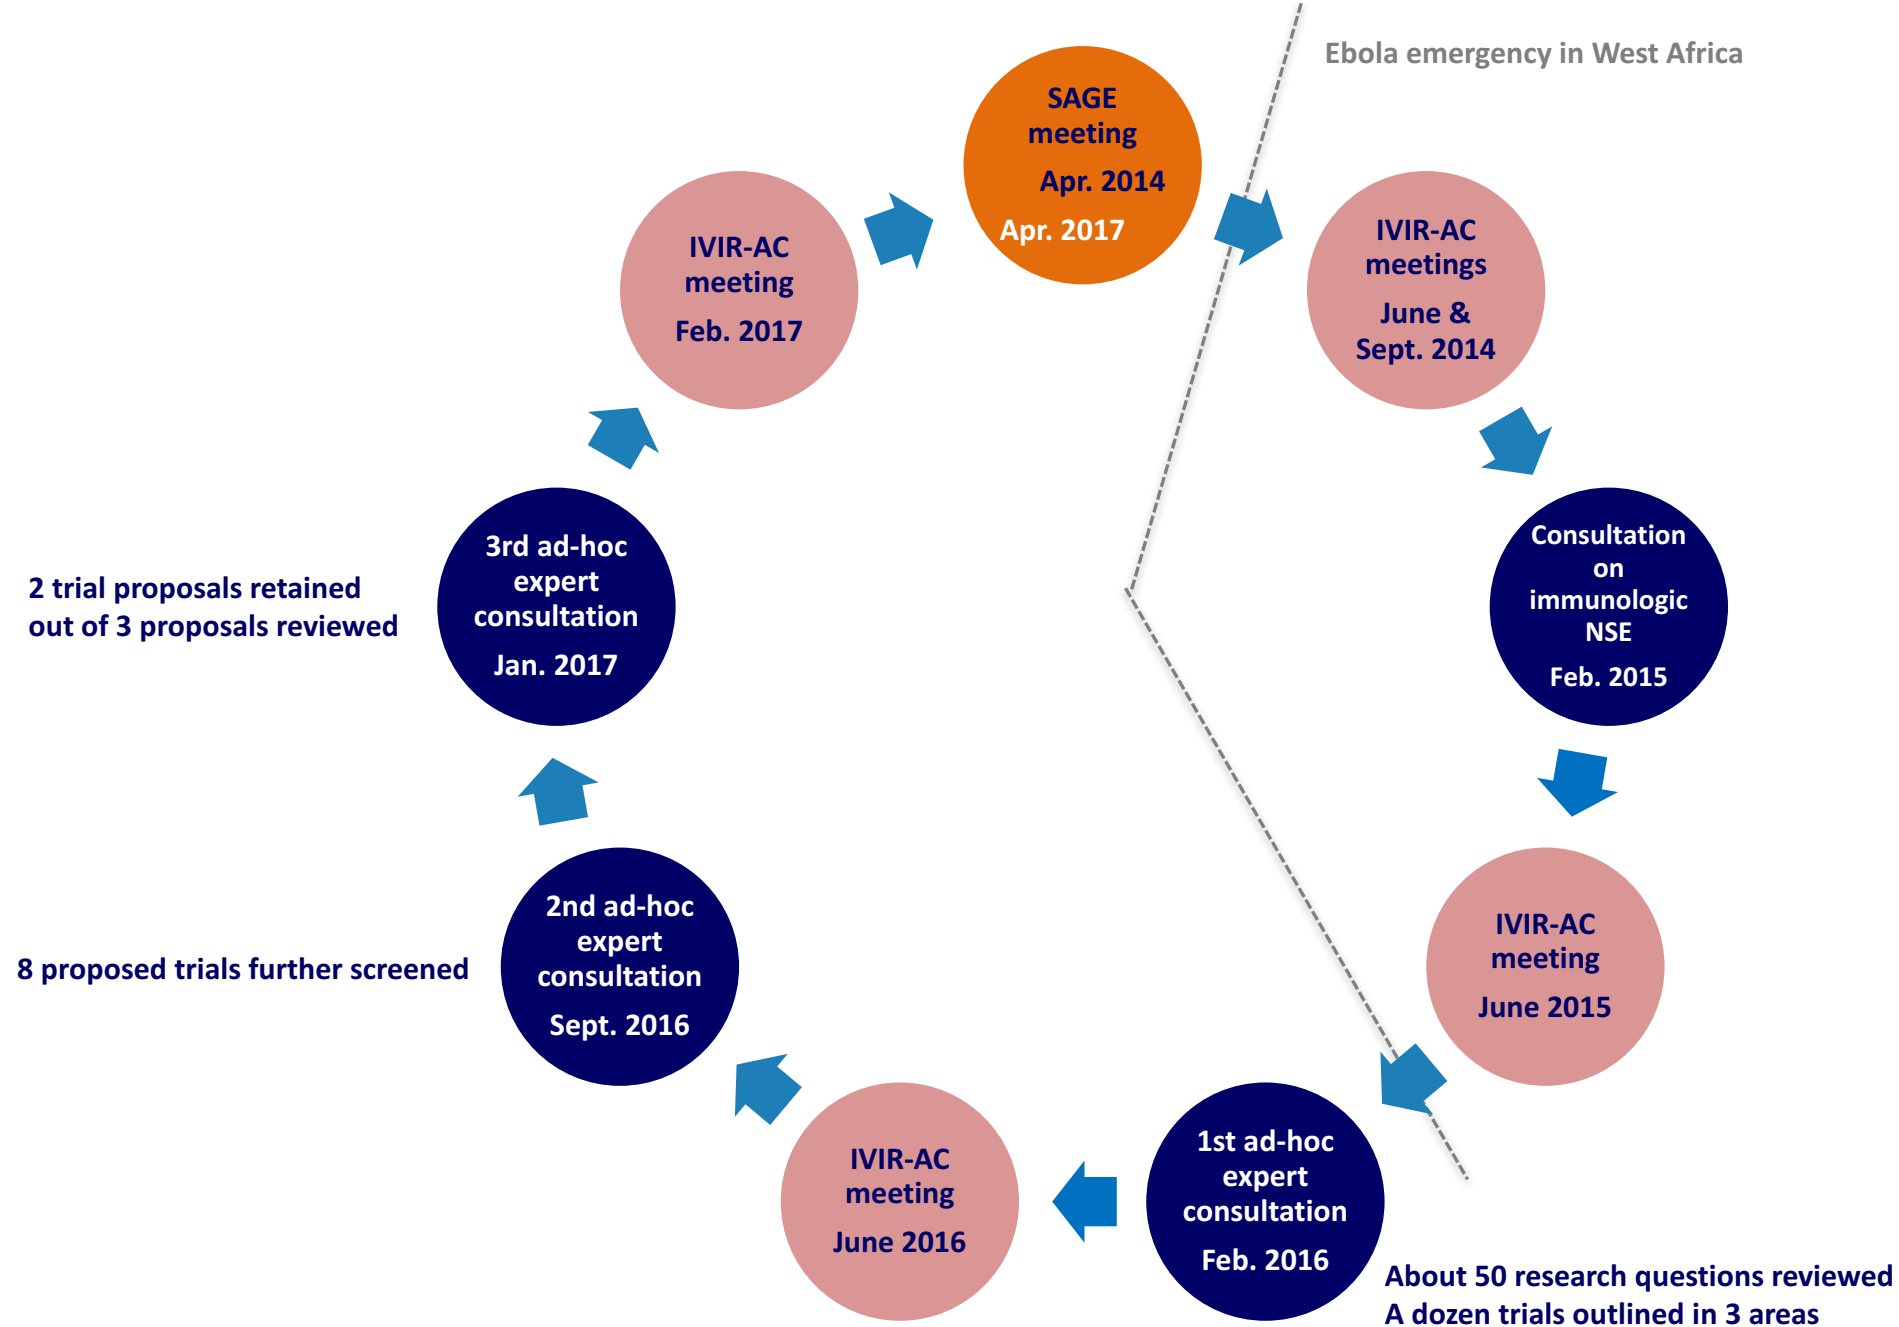 Ebola emergency in West Africa
SAGE
meeting
Apr. 2014
Apr. 2017
IVIR-AC
meetings
June &
Sept. 2014
Consultation
on
immunologic
NSE
Feb. 2015
IVIR-AC
meeting
June 2015
1st ad-hoc
expert
consultation
Feb. 2016
About 50 research questions reviewed
A dozen trials outlined in 3 areas
IVIR-AC
meeting
June 2016
2nd ad-hoc
expert
consultation
Sept. 2016
8 proposed trials further screened
3rd ad-hoc
expert
consultation
Jan. 2017
2 trial proposals retained
out of 3 proposals reviewed
IVIR-AC
meeting
Feb. 2017